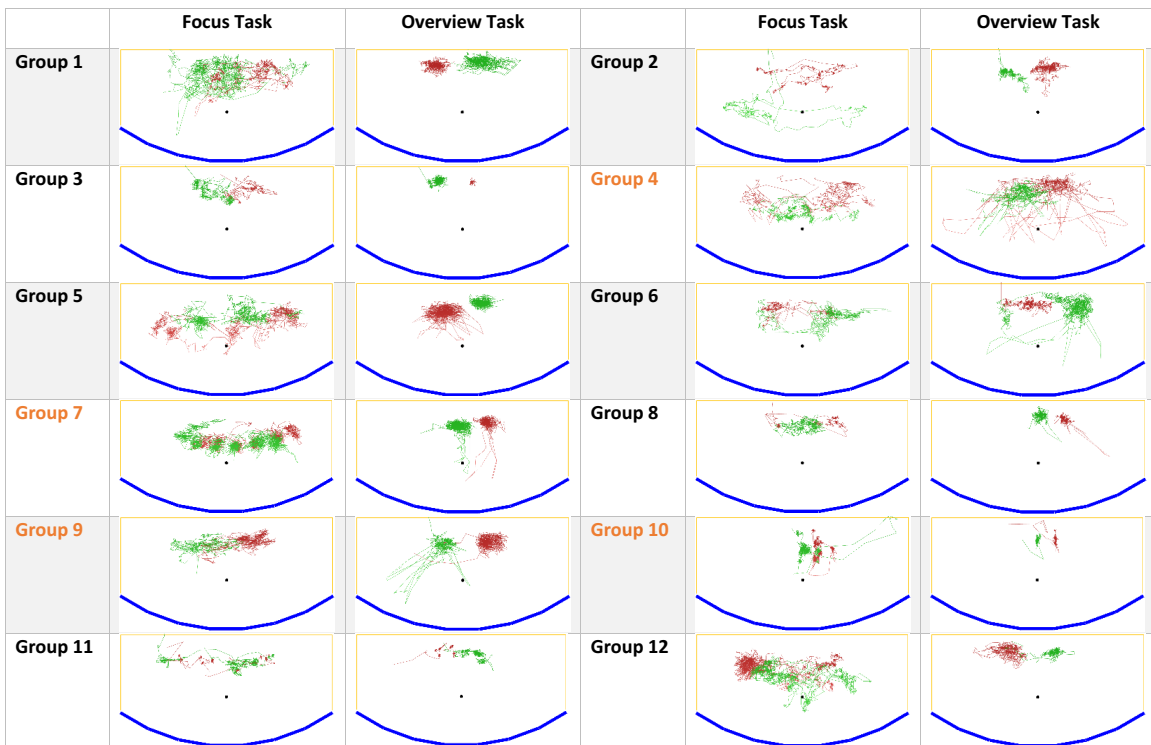 Focus Task Overview Task Focus Task Overview Task
Group 1 Group 2
Group 3 Group 4
Group 5 Group 6
Group 7 Group 8
Group 9 Group 10
Group 11 Group 12